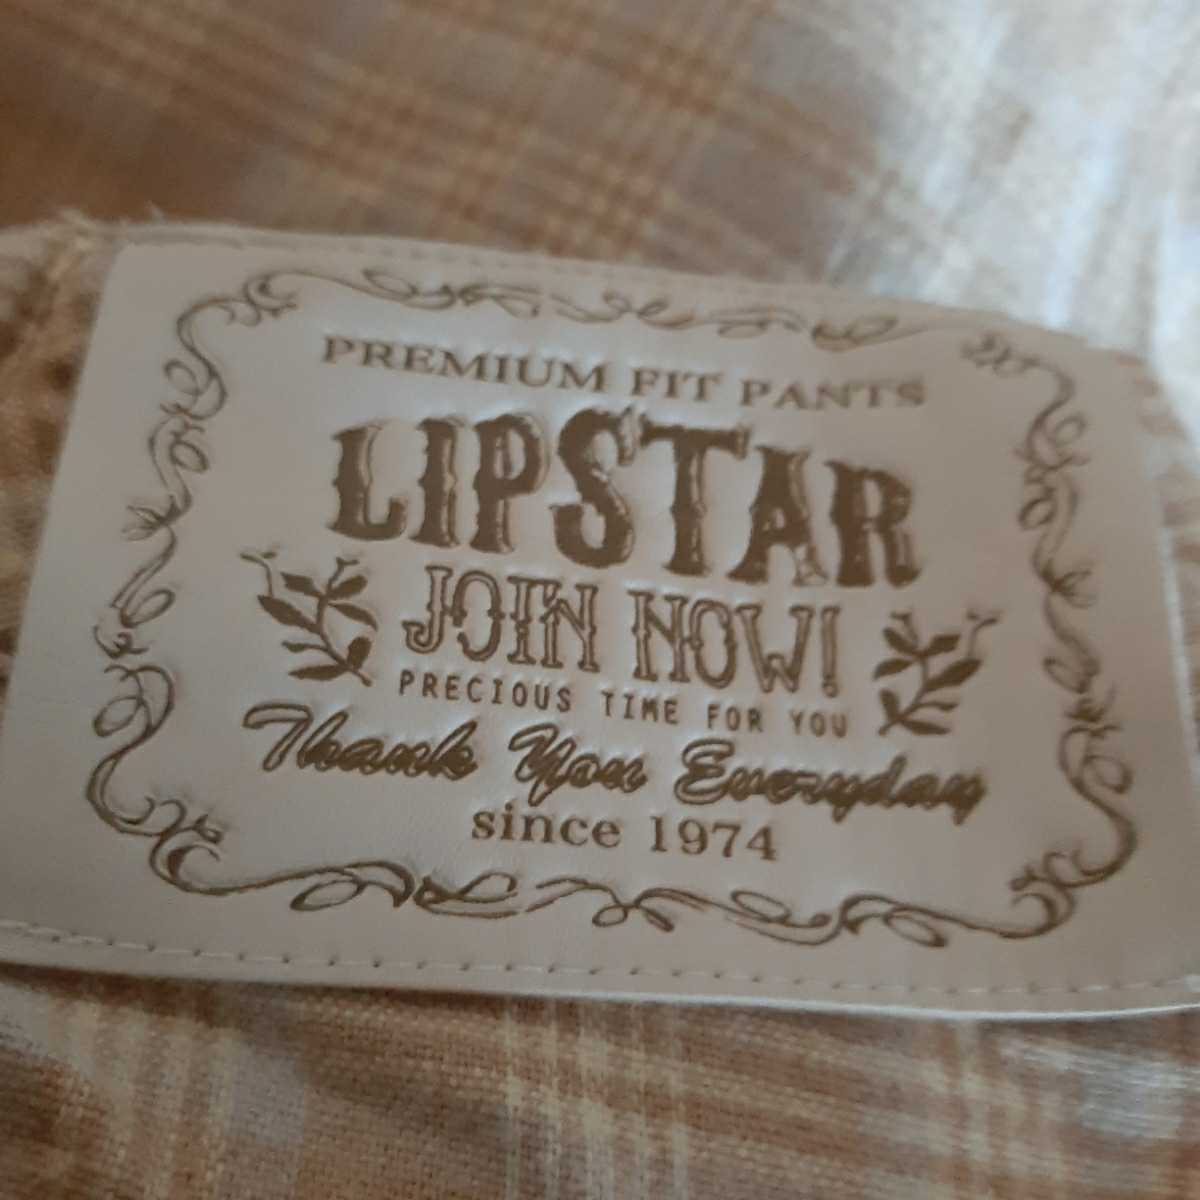 PREMIUM FIT PANTS
LIPSTAR
JOIN NOW!
PRECIOUS TIME FOR YOU
Thank You Everyday
since 1974